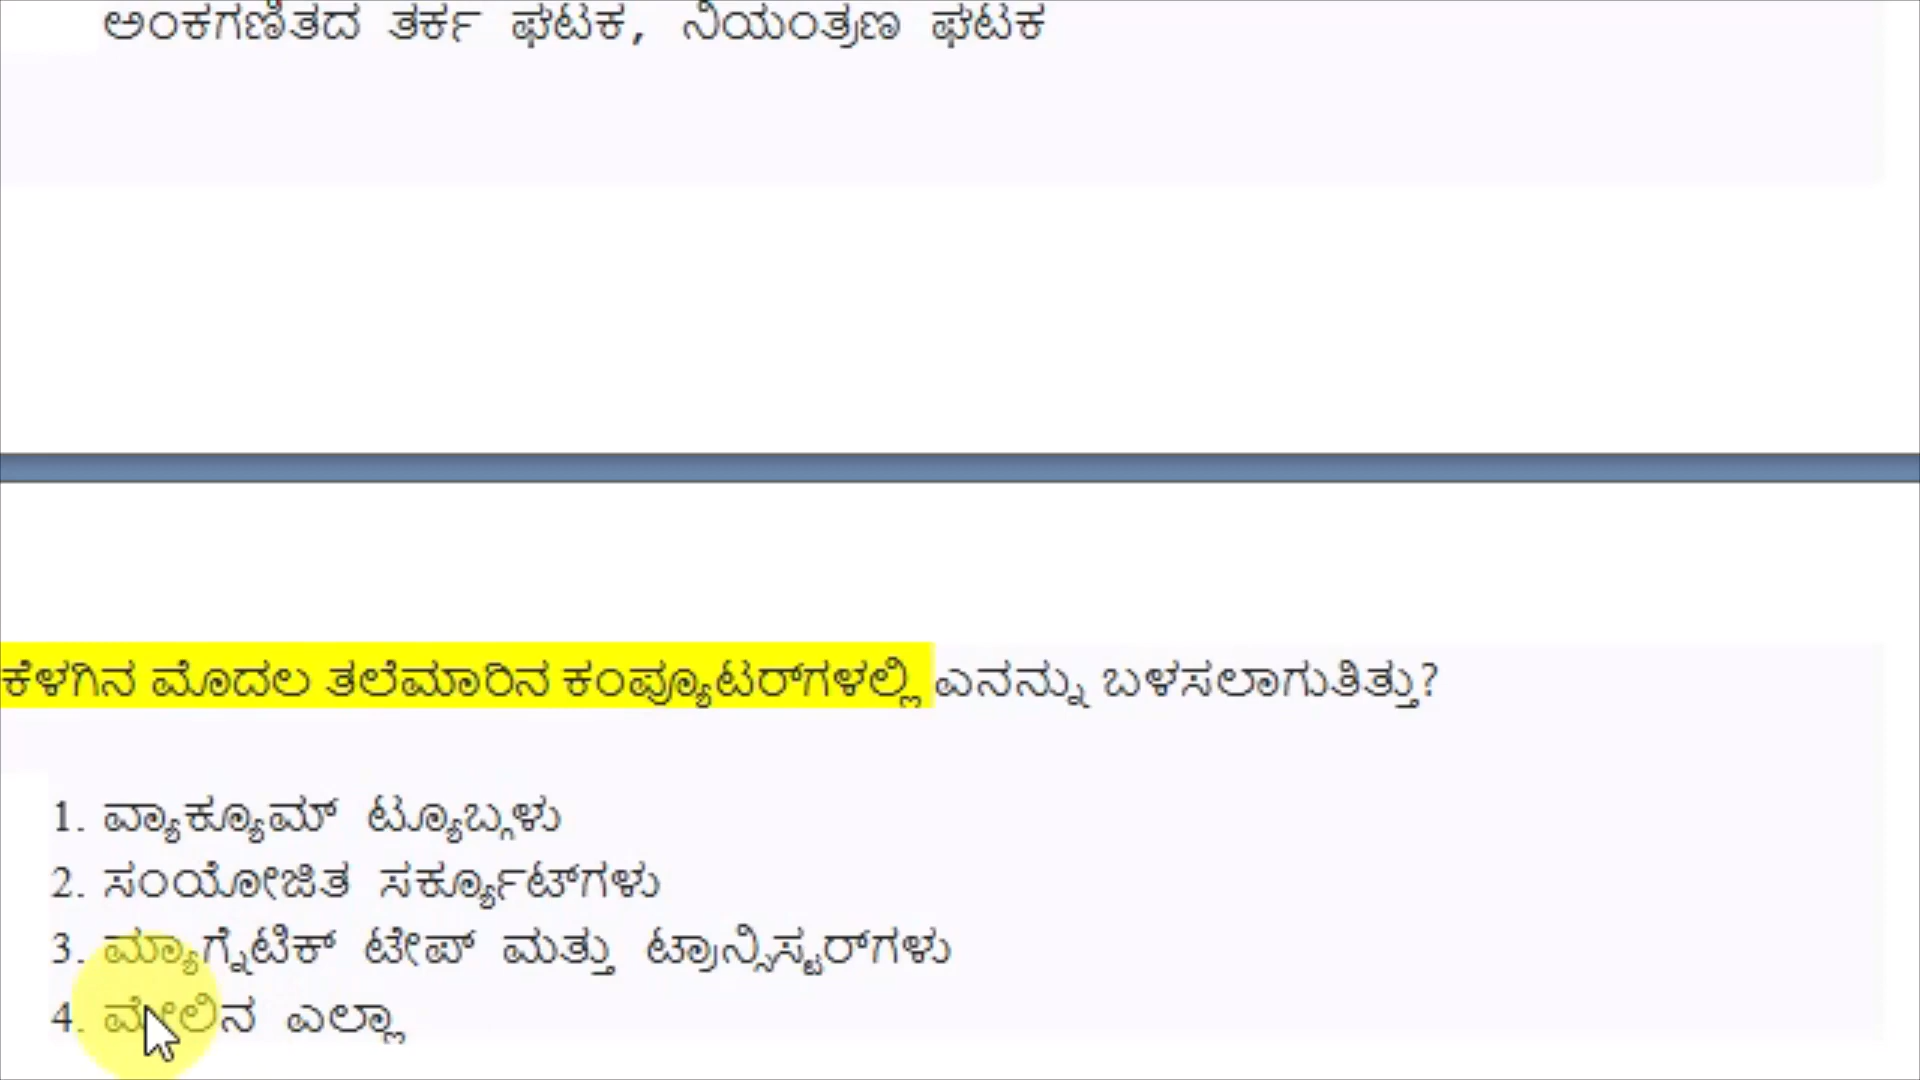 ಅಂಕಗಣಿತದ ತರ್ಕ ಘಟಕ, ನಿಯಂತ್ರಣ ಘಟಕ
ಕೆಳಗಿನ ಮೊದಲ ತಲೆಮಾರಿನ ಕಂಪ್ಯೂಟರ್‌ಗಳಲ್ಲಿ ಎನನ್ನು ಬಳಸಲಾಗುತಿತ್ತು?
1. ವ್ಯಾಕ್ಯೂಮ್ ಟ್ಯೂಬ್ಗಳು
2. ಸಂಯೋಜಿತ ಸರ್ಕ್ಯೂಟ್‌ಗಳು
3. ಮ್ಯಾಗ್ನೆಟಿಕ್ ಟೇಪ್ ಮತ್ತು ಟ್ರಾನ್ಸಿಸ್ಟರ್‌ಗಳು
4. ಮೇಲಿನ ಎಲ್ಲಾ